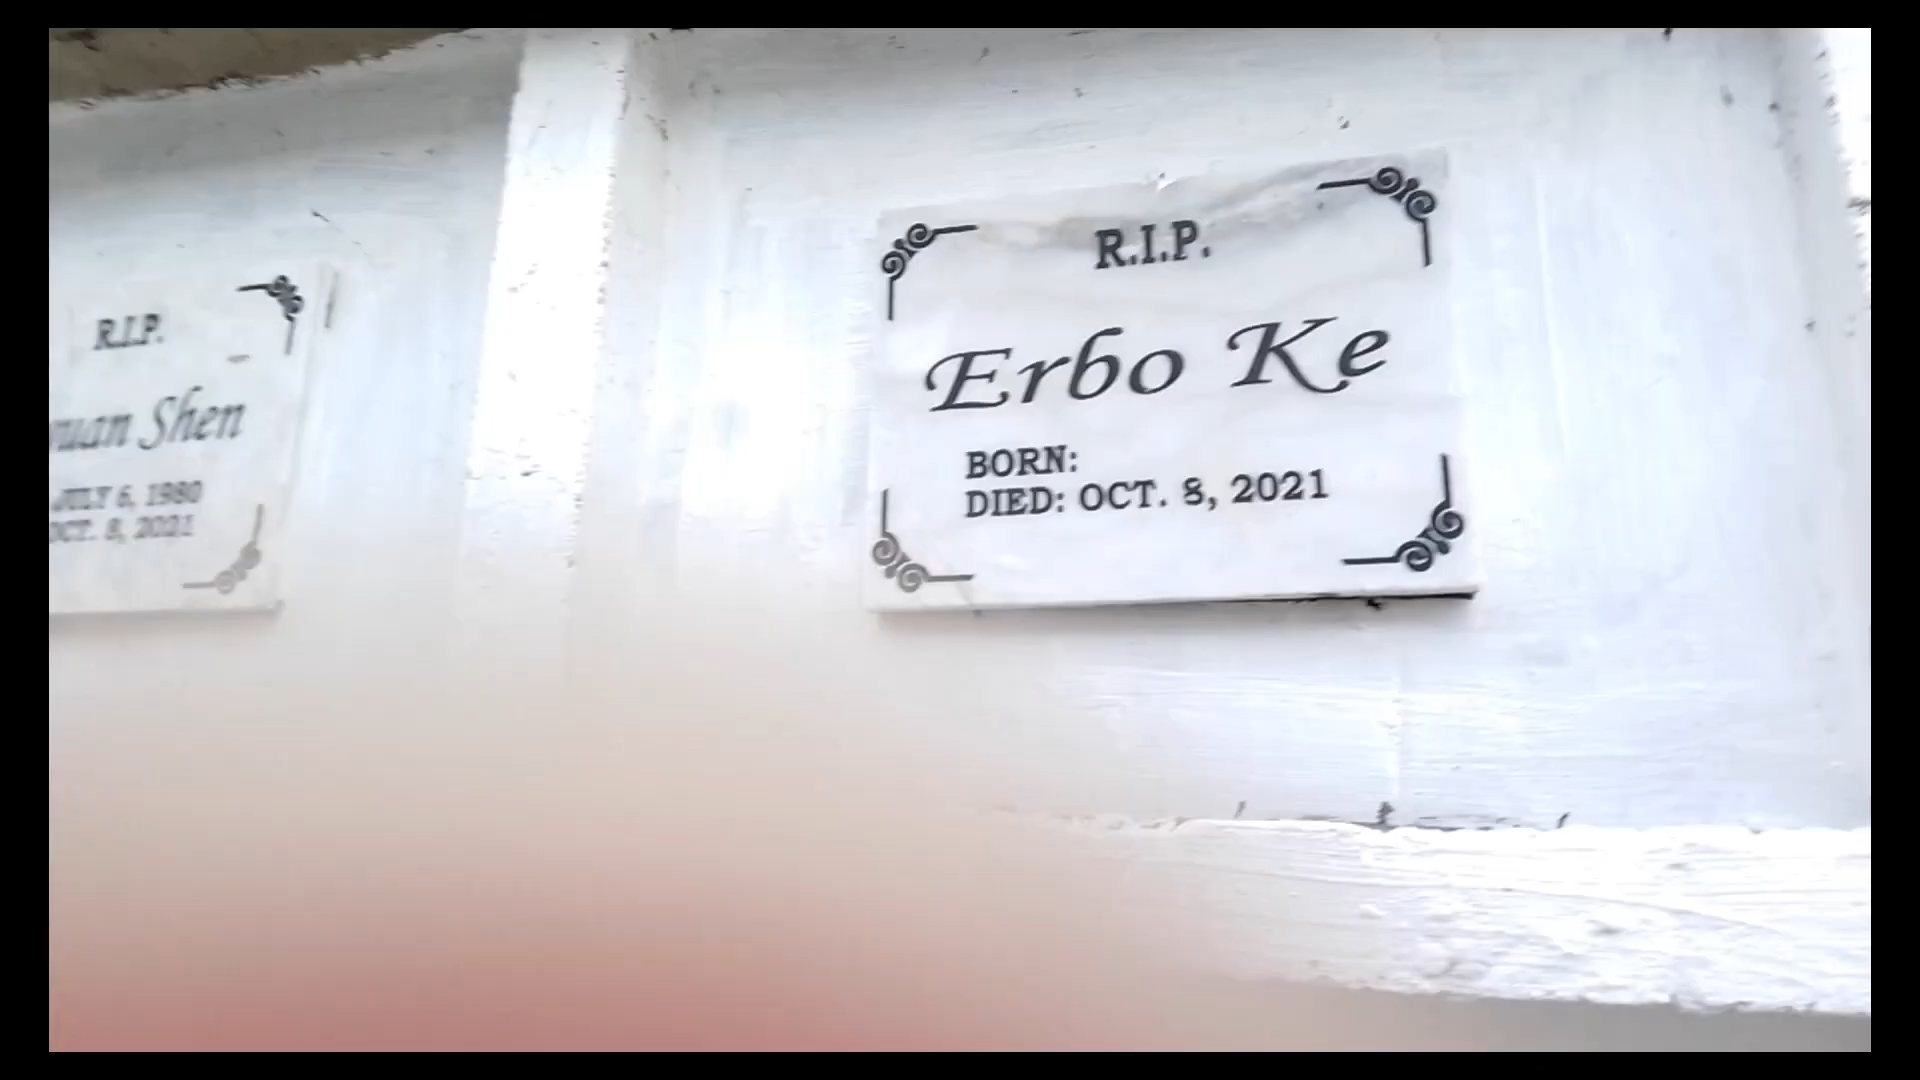 R.I.P.
Shen
JULY 6, 1980
OCT. 8, 2021
R.I.P.
Erbo Ke
BORN:
DIED: OCT. 8, 2021